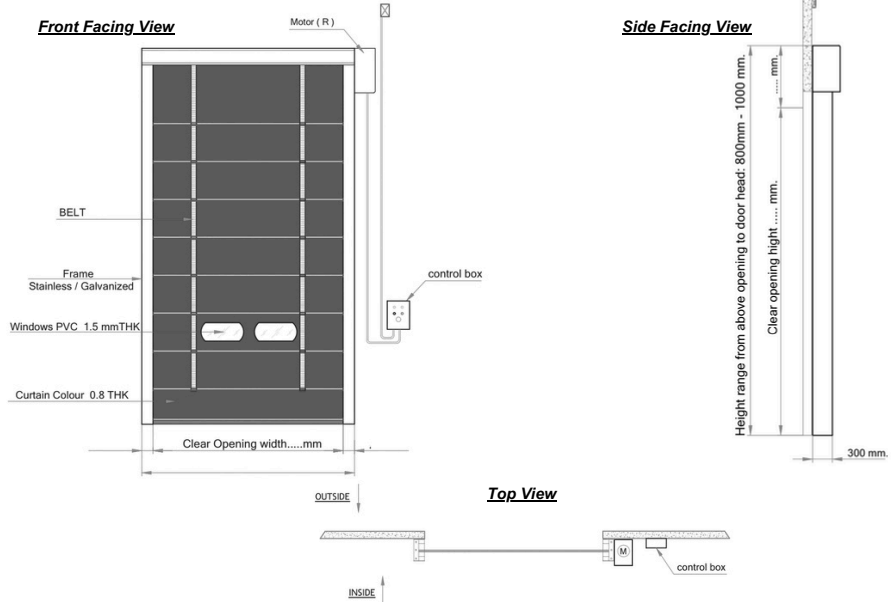 Front Facing View
Motor ( R )
Side Facing View
BELT
Frame
Stainless / Galvanized
control box
Windows PVC 1.5 mmTHK
Curtain Colour 0.8 THK
Clear Opening width.....mm
Height range from above opening to door head: 800mm - 1000 mm.
..... mm.
Clear opening hight ..... mm.
300 mm.
Top View
OUTSIDE
M
control box
INSIDE